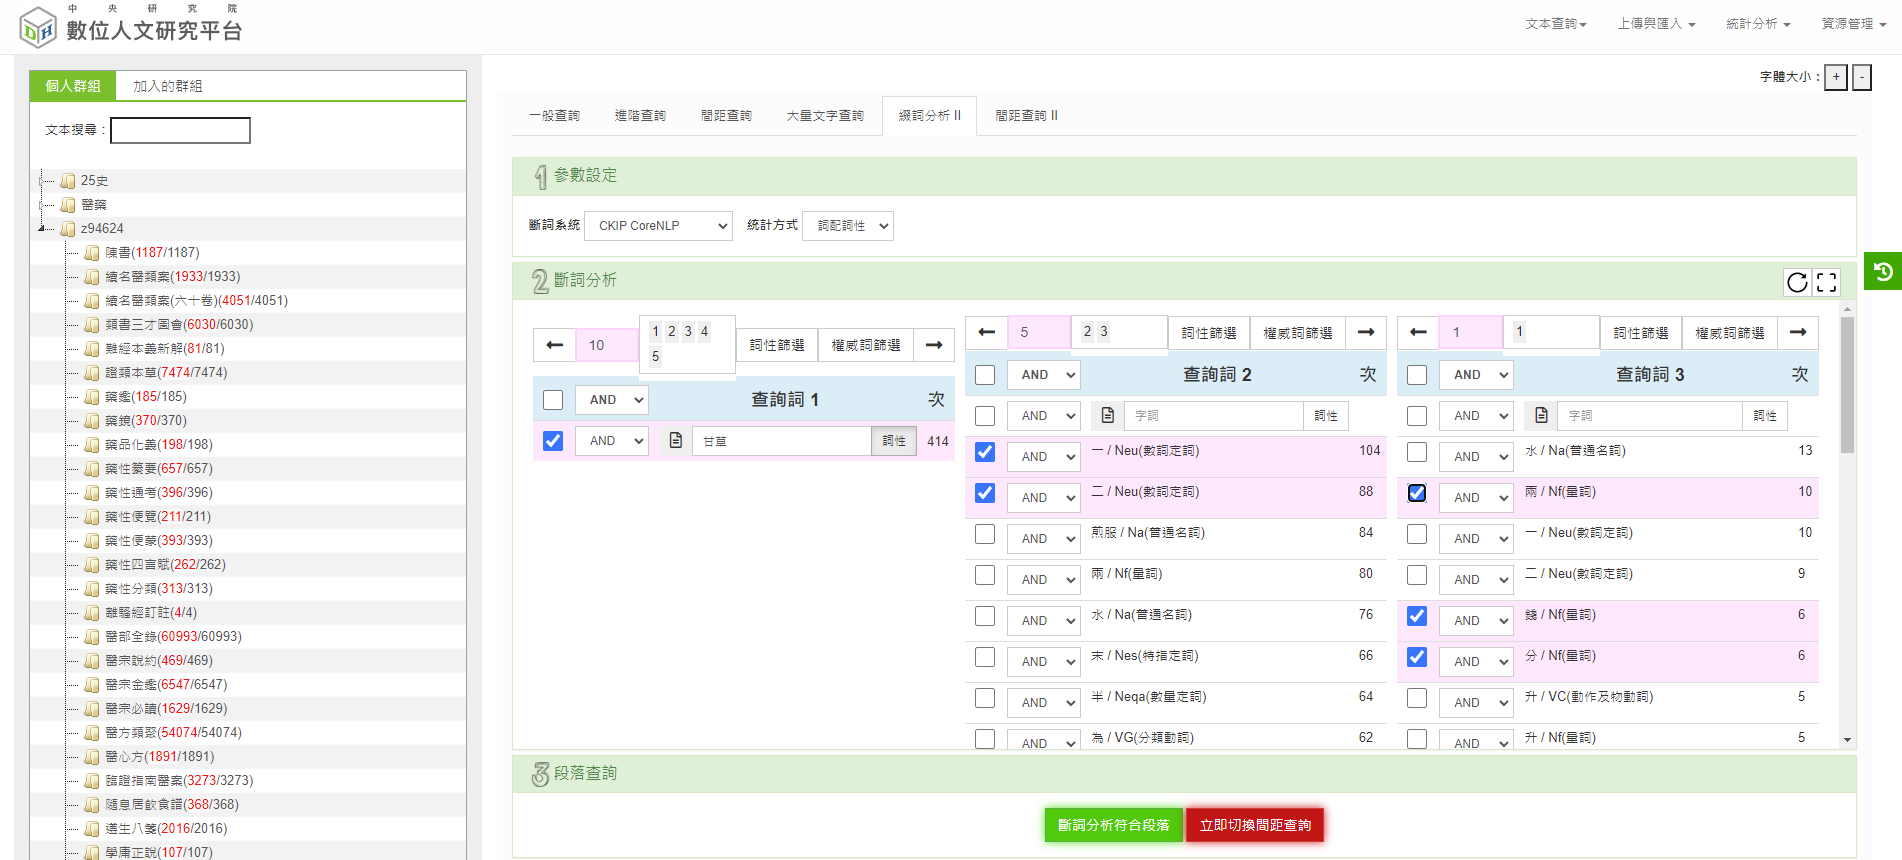 中央研究院
數位人文研究平台
文本查詢
上傳與匯入
統計分析
資源管理
個人群組
加入的群組
文本搜尋：
25史
醫藥
z94624
陳書(1187/1187)
續名醫類案(1933/1933)
續名醫類案(六十卷)(4051/4051)
類書三才圖會(6030/6030)
難經本義新解(81/81)
證類本草(7474/7474)
藥鑑(185/185)
藥鏡(370/370)
藥品化義(198/198)
藥性纂要(657/657)
藥性通考(396/396)
藥性便覽(211/211)
藥性便蒙(393/393)
藥性四言賦(262/262)
藥性分類(313/313)
離騷經訂註(4/4)
醫部全錄(60993/60993)
醫宗說約(469/469)
醫宗金鑑(6547/6547)
醫宗必讀(1629/1629)
醫方類聚(54074/54074)
醫心方(1891/1891)
臨證指南醫案(3273/3273)
隨息居飲食譜(368/368)
遵生八箋(2016/2016)
學庸正說(107/107)
字體大小：
+
-
一般查詢
進階查詢
間距查詢
大量文字查詢
綴詞分析 II
間距查詢 II
1 參數設定
斷詞系統 CKIP CoreNLP
統計方式 詞配詞性
2 斷詞分析
10
1 2 3 4
5
詞性篩選
權威詞篩選
AND 查詢詞 1 次
AND 甘草 詞性 414
5
2 3
詞性篩選
權威詞篩選
AND 查詢詞 2 次
AND 字詞 詞性
AND 一 / Neu(數詞定詞) 104
AND 二 / Neu(數詞定詞) 88
AND 煎服 / Na(普通名詞) 84
AND 兩 / Nf(量詞) 80
AND 水 / Na(普通名詞) 76
AND 末 / Nes(特指定詞) 66
AND 半 / Neqa(數量定詞) 64
AND 為 / VG(分類動詞) 62
1
1
詞性篩選
權威詞篩選
AND 查詢詞 3 次
AND 字詞 詞性
AND 水 / Na(普通名詞) 13
AND 兩 / Nf(量詞) 10
AND 一 / Neu(數詞定詞) 10
AND 二 / Neu(數詞定詞) 9
AND 錢 / Nf(量詞) 6
AND 分 / Nf(量詞) 6
AND 升 / VC(動作及物動詞) 5
AND 升 / Nf(量詞) 5
3 段落查詢
斷詞分析符合段落
立即切換間距查詢